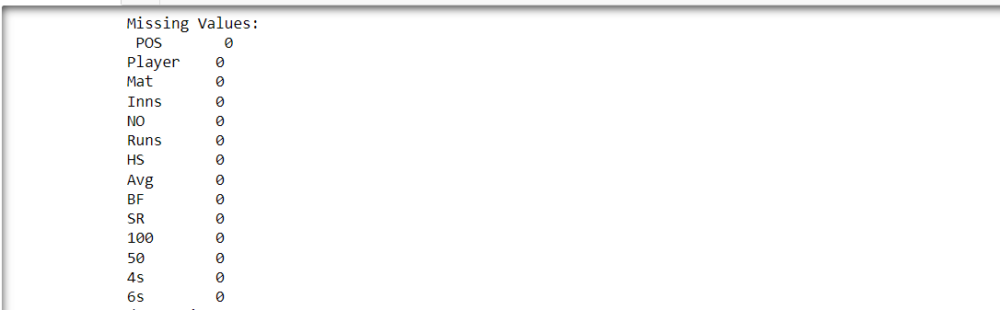 Missing Values:
POS 0
Player 0
Mat 0
Inns 0
NO 0
Runs 0
HS 0
Avg 0
BF 0
SR 0
100 0
50 0
4s 0
6s 0